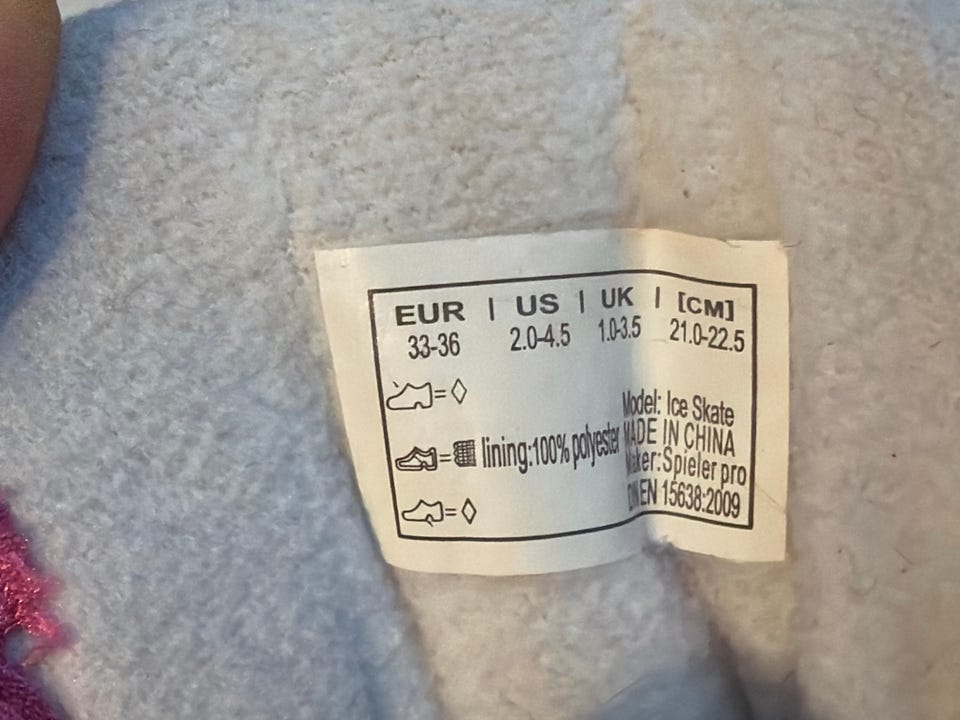 EUR | US | UK | [CM]
33-36 2.0-4.5 1.0-3.5 21.0-22.5
lining:100% polyester
Model: Ice Skate
MADE IN CHINA
Maker:Spieler pro
DIN EN 15638:2009